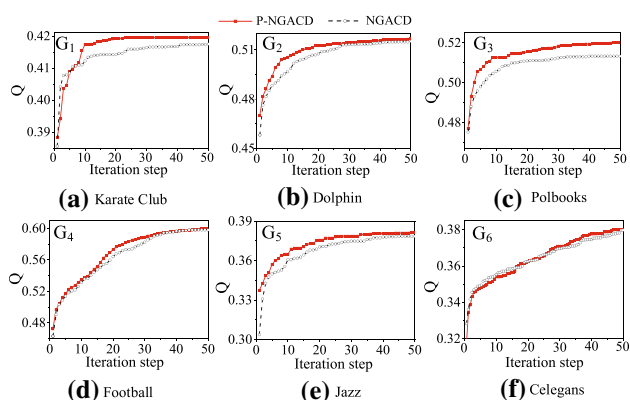 P-NGACD NGACD
0.42 0.41 0.40 0.39 Q G1 0 10 20 30 40 50 Iteration step
(a) Karate Club
0.51 0.48 0.45 Q G2 0 10 20 30 40 50 Iteration step
(b) Dolphin
0.52 0.50 0.48 Q G3 0 10 20 30 40 50 Iteration step
(c) Polbooks
0.60 0.56 0.52 0.48 Q G4 0 10 20 30 40 50 Iteration step
(d) Football
0.39 0.36 0.33 0.30 Q G5 0 10 20 30 40 50 Iteration step
(e) Jazz
0.38 0.36 0.34 0.32 Q G6 0 10 20 30 40 50 Iteration step
(f) Celegans